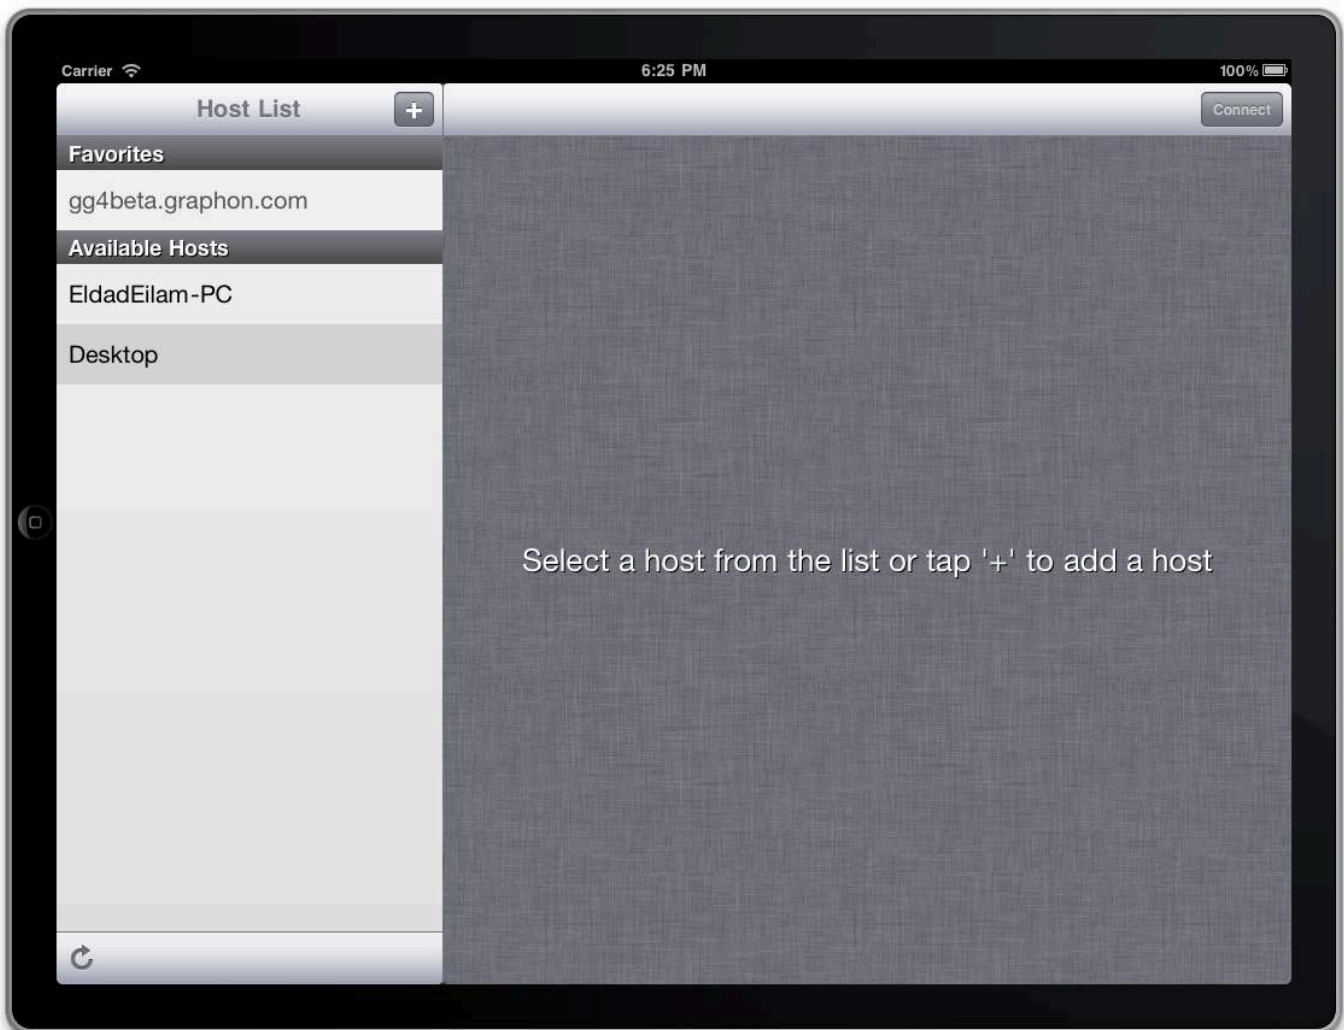 Carrier
6:25 PM
100%
Host List
+
Connect
Favorites
gg4beta.graphon.com
Available Hosts
EldadEilam-PC
Desktop
Select a host from the list or tap '+' to add a host